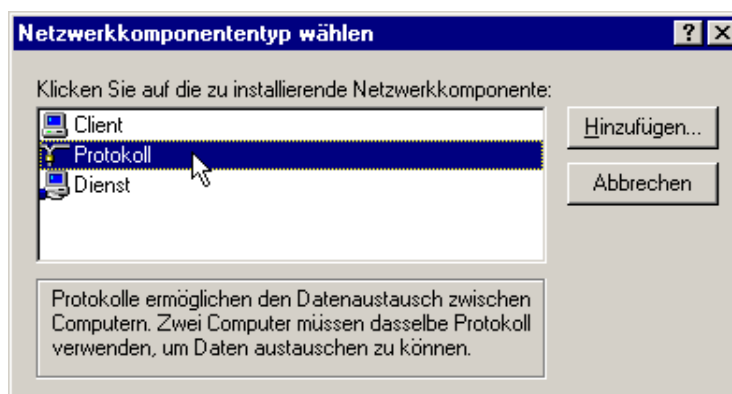 Netzwerkkomponententyp wählen
Klicken Sie auf die zu installierende Netzwerkkomponente:
Client
Protokoll
Dienst
Hinzufügen...
Abbrechen
Protokolle ermöglichen den Datenaustausch zwischen
Computern. Zwei Computer müssen dasselbe Protokoll
verwenden, um Daten austauschen zu können.